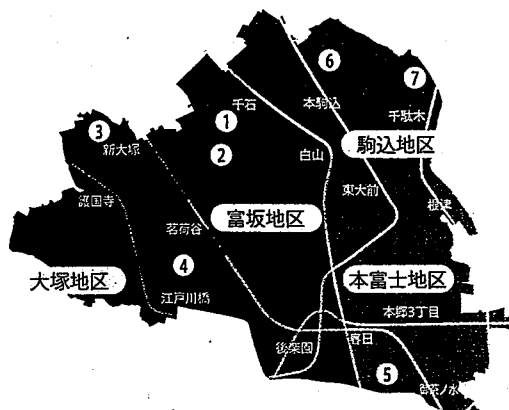 ⑥
⑦
千石
本駒込
千駄木
①
③
駒込地区
新大塚
②
白山
東大前
護国寺
根津
茗荷谷
富坂地区
④
大塚地区
本富士地区
江戸川橋
本郷3丁目
後楽園
春日
⑤
御茶ノ水